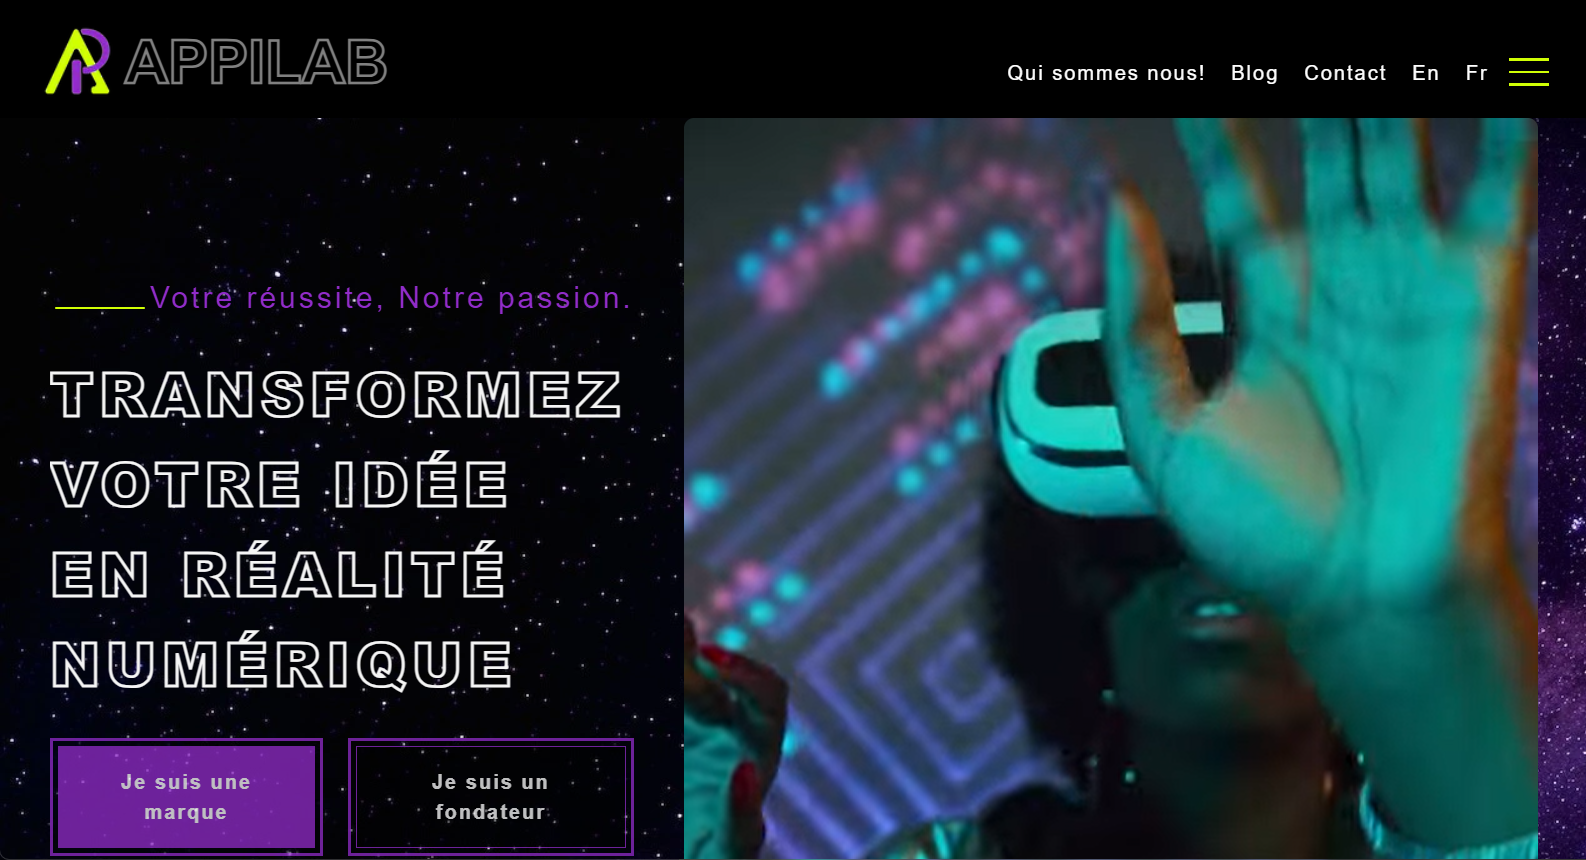 APPILAB
Qui sommes nous! Blog Contact En Fr
Votre réussite, Notre passion.
TRANSFORMEZ
VOTRE IDÉE
EN RÉALITÉ
NUMÉRIQUE
Je suis une
marque
Je suis un
fondateur